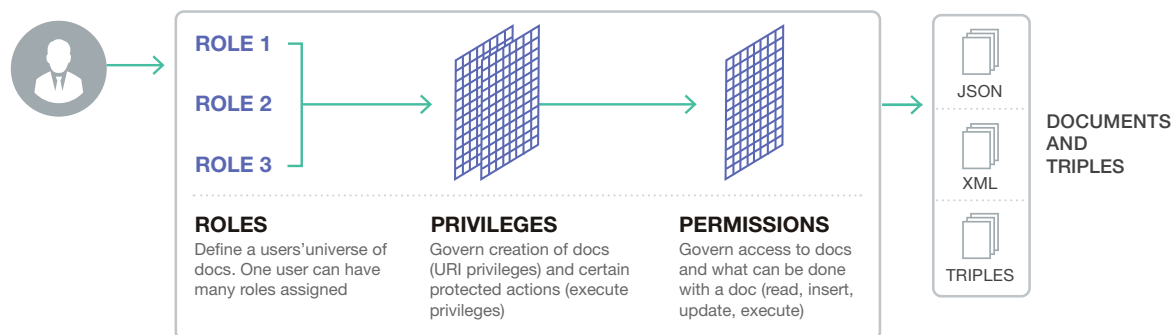 ROLE 1
ROLE 2
ROLE 3
ROLES
Define a users'universe of
docs. One user can have
many roles assigned
PRIVILEGES
Govern creation of docs
(URI privileges) and certain
protected actions (execute
privileges)
PERMISSIONS
Govern access to docs
and what can be done
with a doc (read, insert,
update, execute)
JSON
XML
TRIPLES
DOCUMENTS
AND
TRIPLES